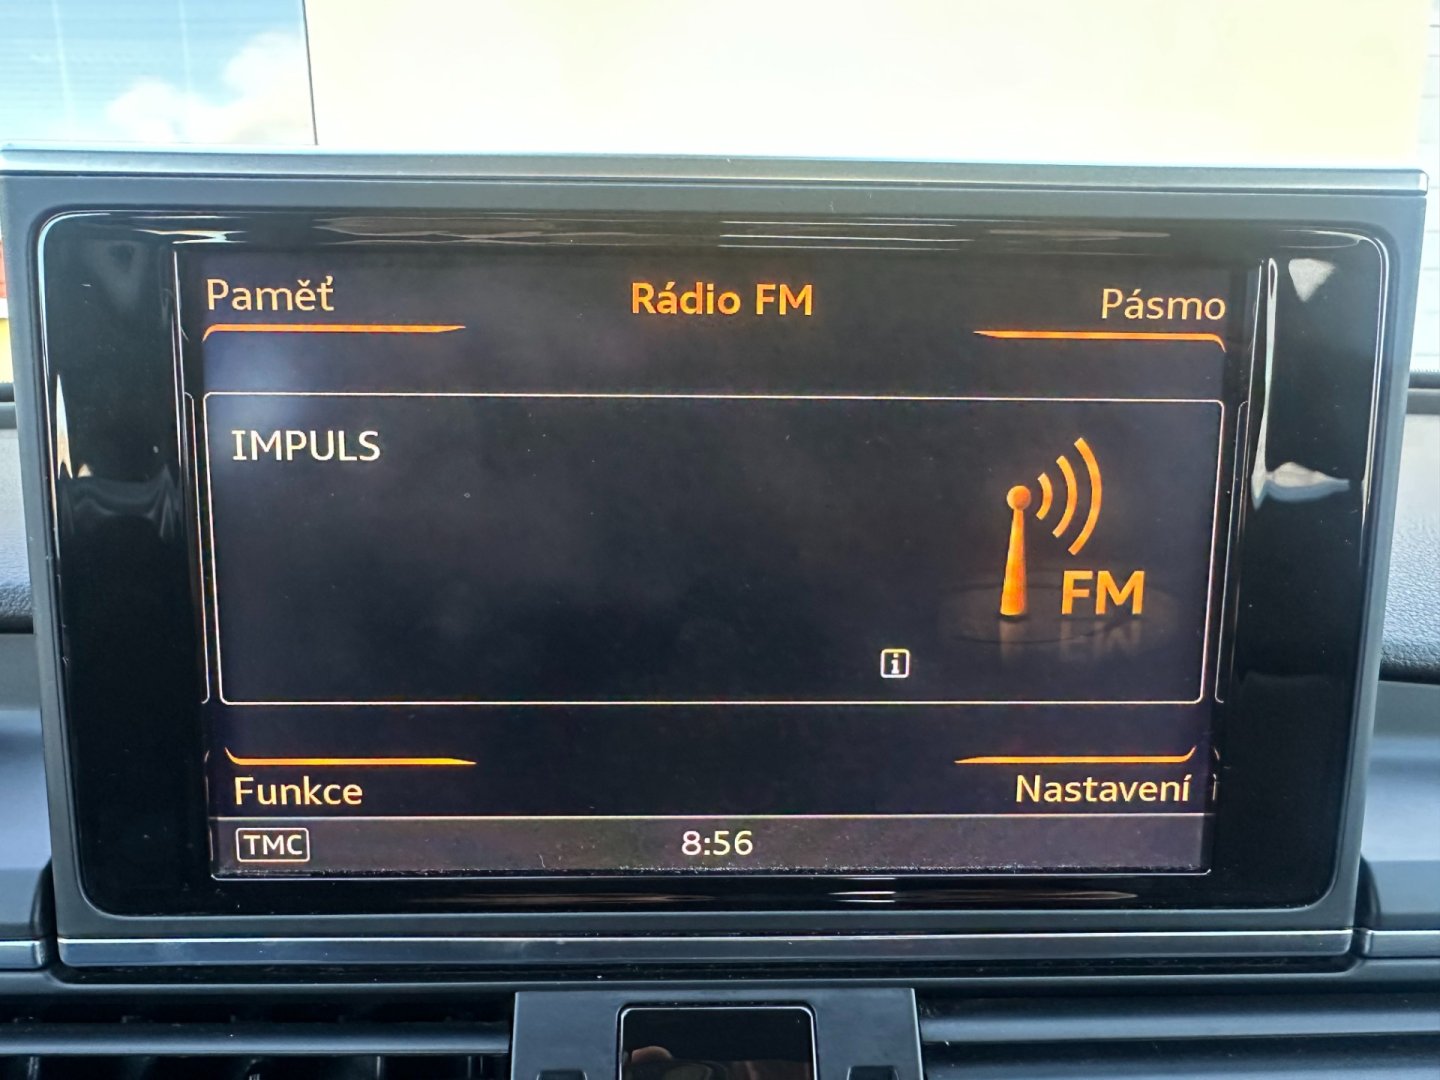 Paměť
Rádio FM
Pásmo
IMPULS
FM
i
Funkce
Nastavení
TMC
8:56